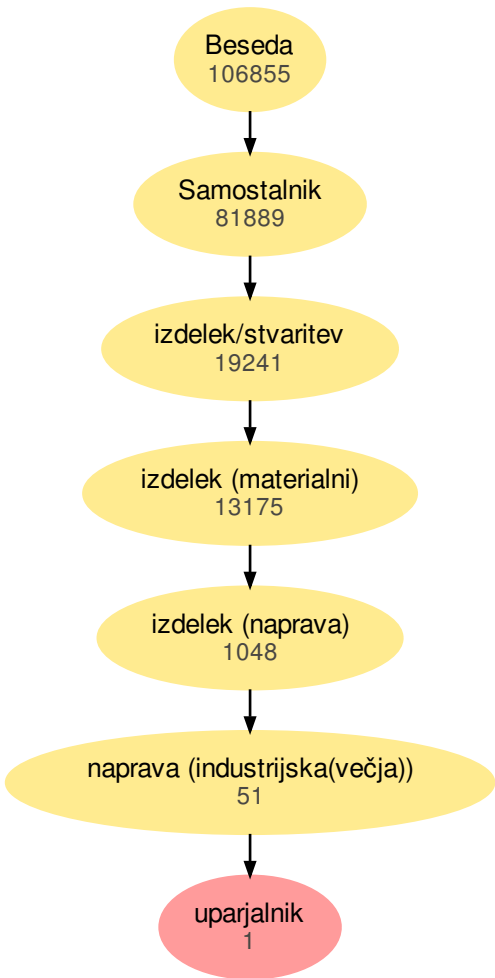 Beseda
106855
Samostalnik
81889
izdelek/stvaritev
19241
izdelek (materialni)
13175
izdelek (naprava)
1048
naprava (industrijska(večja))
51
uparjalnik
1